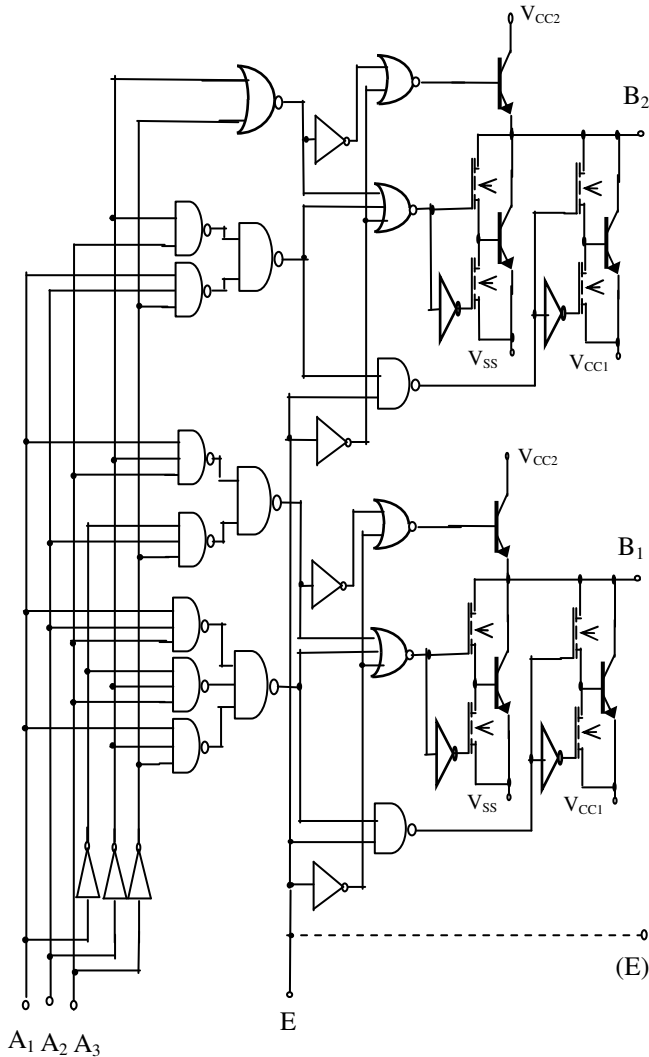 V_CC2
B_2
V_SS
V_CC1
V_CC2
B_1
V_SS
V_CC1
(E)
A_1 A_2 A_3
E